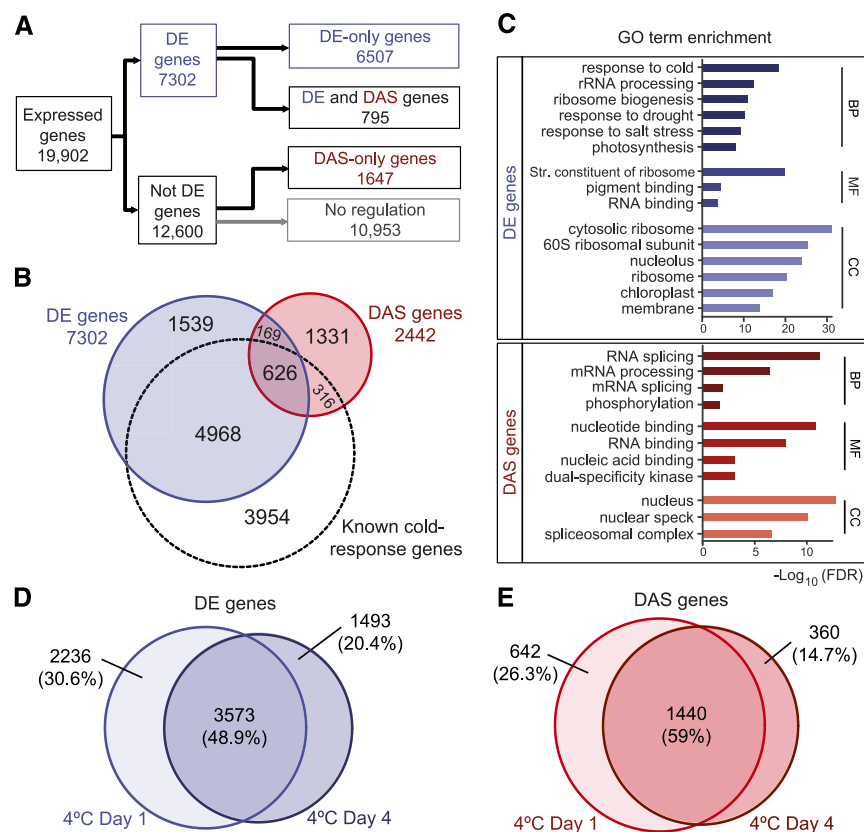 A
Expressed
genes
19,902
DE
genes
7302
DE-only genes
6507
DE and DAS genes
795
Not DE
genes
12,600
DAS-only genes
1647
No regulation
10,953
B
DE genes
7302
DAS genes
2442
1539
169
1331
626
316
4968
3954
Known cold-
response genes
C
GO term enrichment
DE genes
response to cold
rRNA processing
ribosome biogenesis
response to drought
response to salt stress
photosynthesis
BP
Str. constituent of ribosome
pigment binding
RNA binding
MF
cytosolic ribosome
60S ribosomal subunit
nucleolus
ribosome
chloroplast
membrane
CC
0 10 20 30
DAS genes
RNA splicing
mRNA processing
mRNA splicing
phosphorylation
BP
nucleotide binding
RNA binding
nucleic acid binding
dual-specificity kinase
MF
nucleus
nuclear speck
spliceosomal complex
CC
0 5 10
-Log10 (FDR)
D
DE genes
2236
(30.6%)
1493
(20.4%)
3573
(48.9%)
4ºC Day 1
4ºC Day 4
E
DAS genes
642
(26.3%)
360
(14.7%)
1440
(59%)
4ºC Day 1
4ºC Day 4